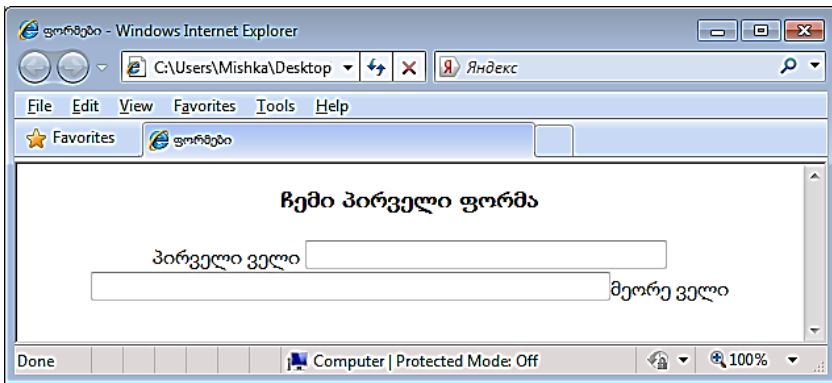 ფორმები - Windows Internet Explorer
C:\Users\Mishka\Desktop Я Яндекс
File Edit View Favorites Tools Help
Favorites ფორმები
ჩემი პირველი ფორმა
პირველი ველი
მეორე ველი
Done Computer | Protected Mode: Off 100%